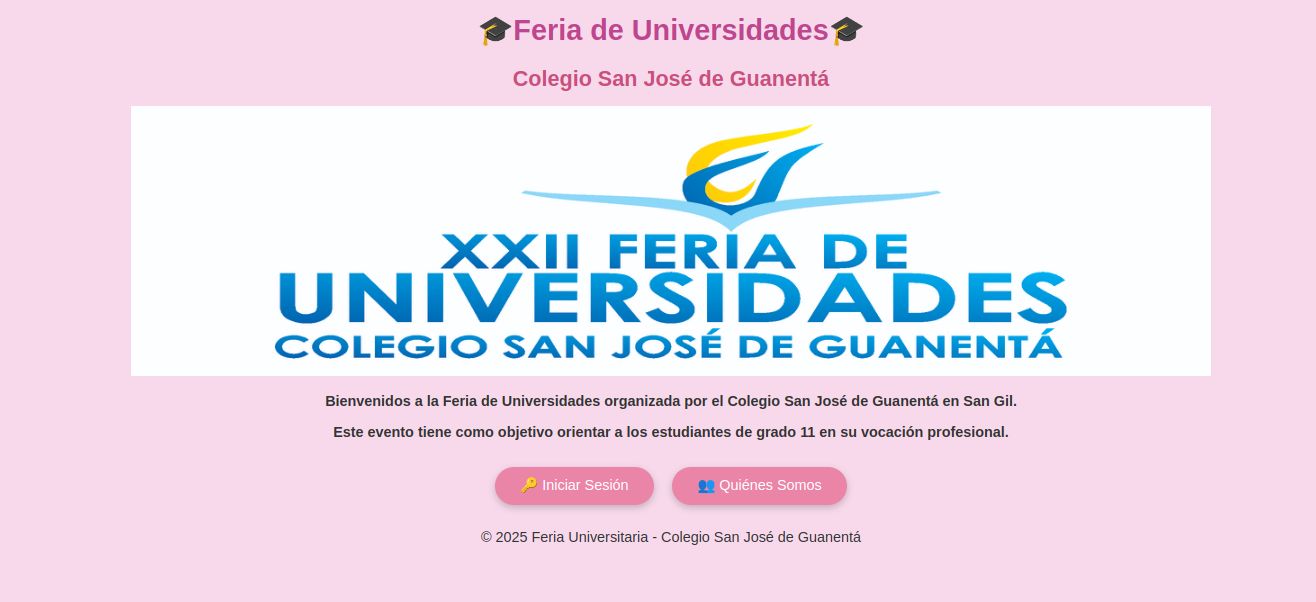 🎓Feria de Universidades🎓
Colegio San José de Guanentá
XXII FERIA DE
UNIVERSIDADES
COLEGIO SAN JOSÉ DE GUANENTÁ
Bienvenidos a la Feria de Universidades organizada por el Colegio San José de Guanentá en San Gil.
Este evento tiene como objetivo orientar a los estudiantes de grado 11 en su vocación profesional.
🔑 Iniciar Sesión
👥 Quiénes Somos
© 2025 Feria Universitaria - Colegio San José de Guanentá